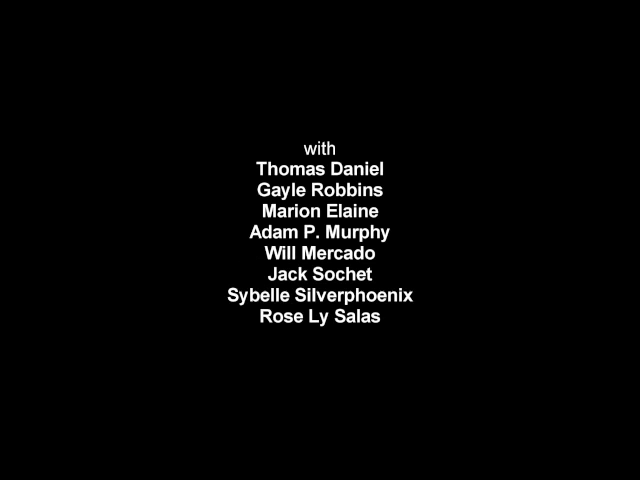 with
Thomas Daniel
Gayle Robbins
Marion Elaine
Adam P. Murphy
Will Mercado
Jack Sochet
Sybelle Silverphoenix
Rose Ly Salas